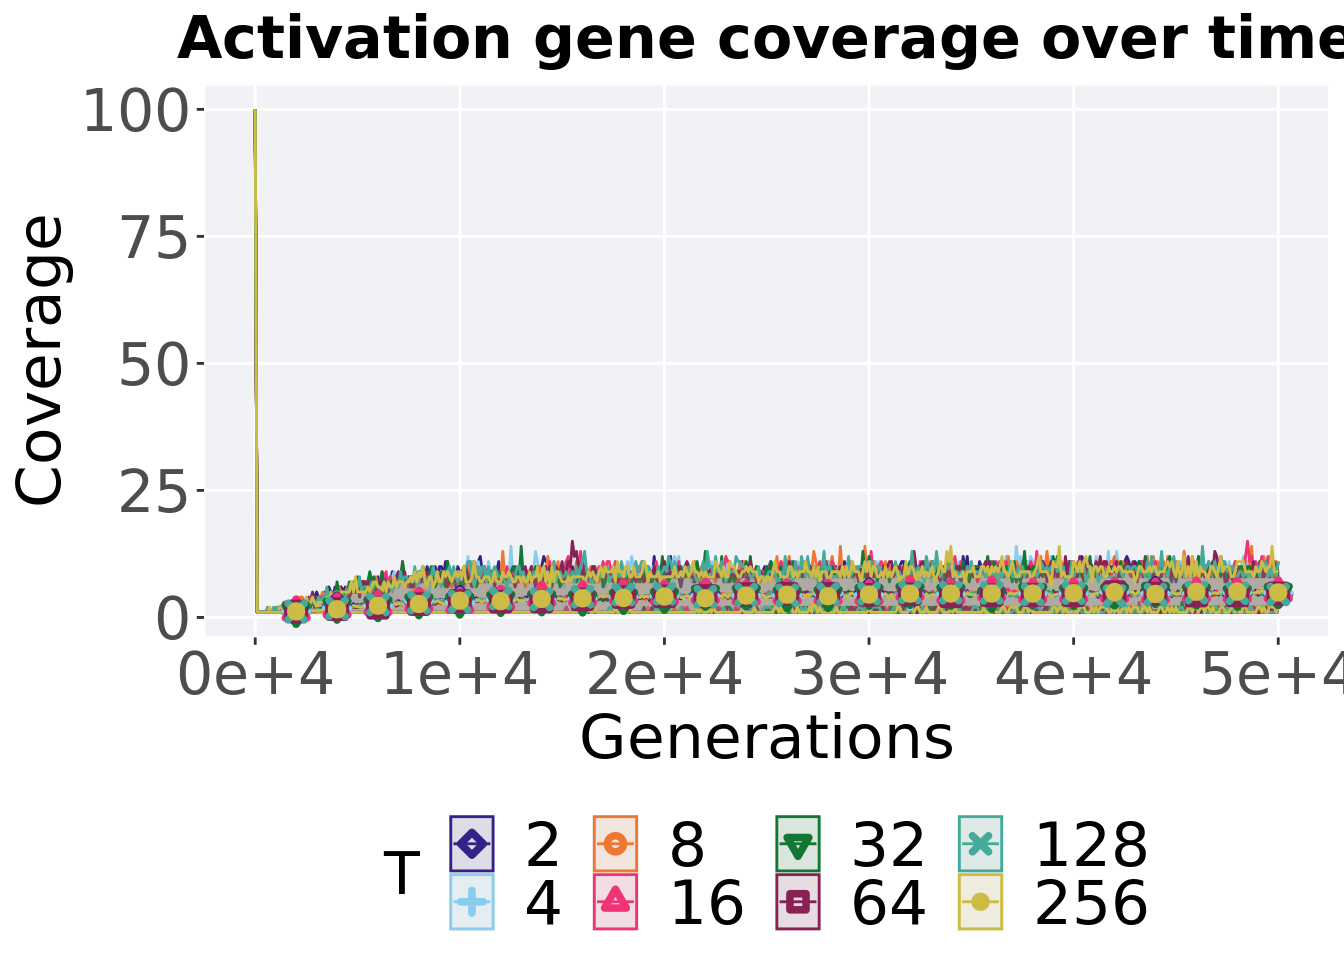 Activation gene coverage over time
100
75
50
25
0
Coverage
0e+4 1e+4 2e+4 3e+4 4e+4 5e+4
Generations
T
2 8 32 128
4 16 64 256